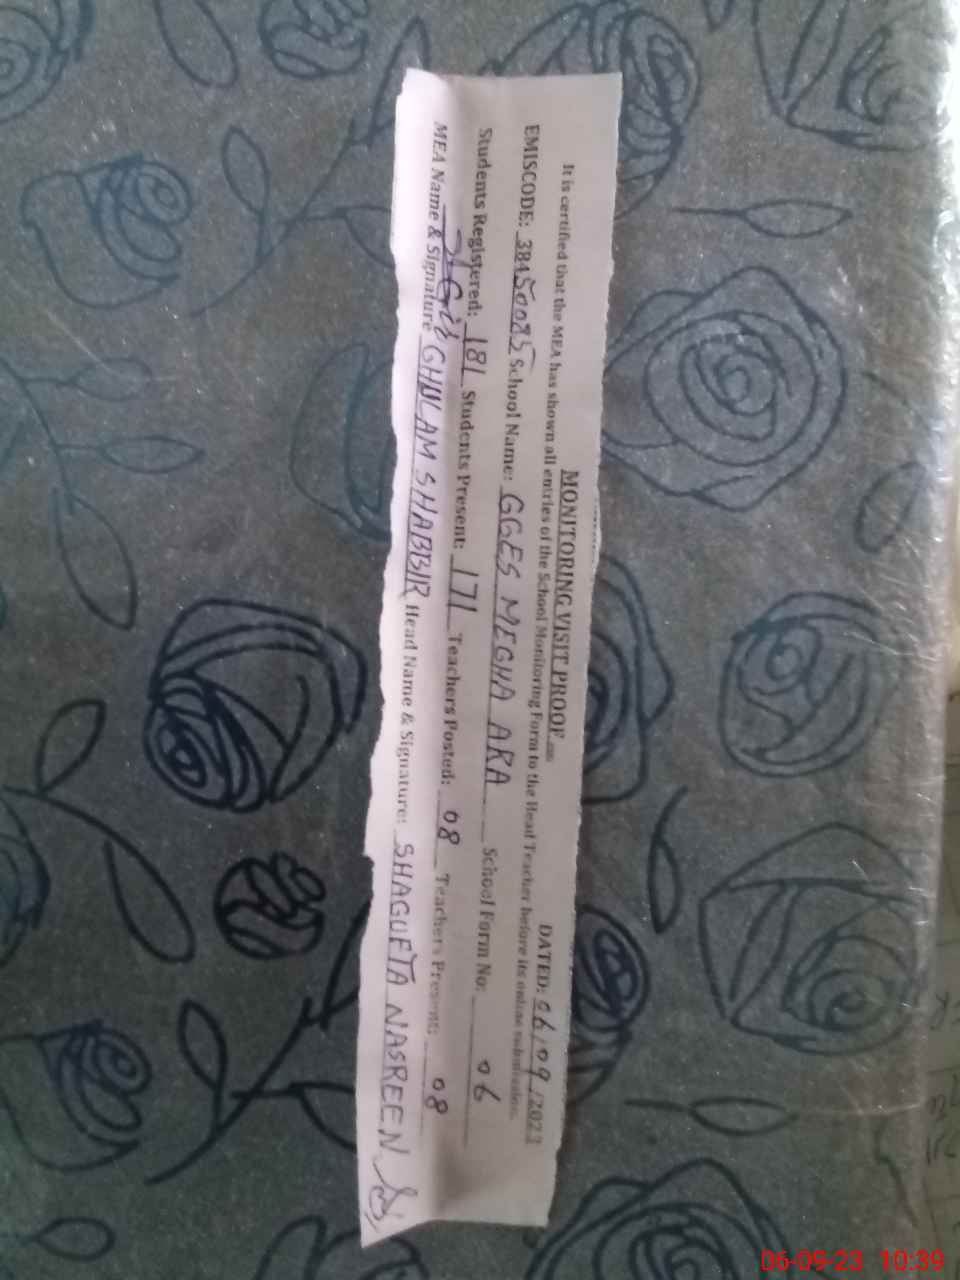 MONITORING VISIT PROOF DATED: 06/09/2023
It is certified that the MEA has shown all entries of the School Monitoring Form to the Head Teacher before its online submission.
EMISCODE: 38450085 School Name: GGES MEGHA ARA School Form No: 06
Students Registered: 181 Students Present: 171 Teachers Posted: 08 Teachers Present: 08
MEA Name & Signature GHULAM SHABBIR Head Name & Signature: SHAGUFTA NASREEN
06-09-23 10:39